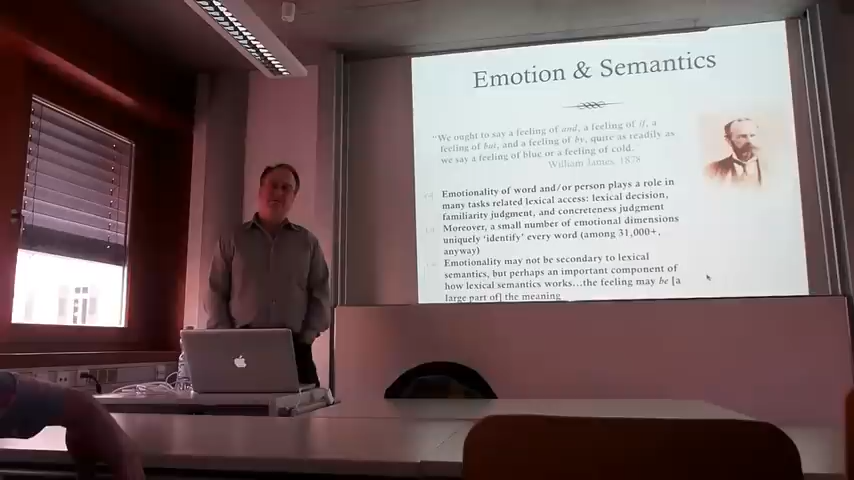 Emotion & Semantics
"We ought to say a feeling of and, a feeling of if, a
feeling of but, and a feeling of by, quite as readily as
we say a feeling of blue or a feeling of cold.
William James, 1878
Emotionality of word and/or person plays a role in
many tasks related lexical access: lexical decision,
familiarity judgment, and concreteness judgment
Moreover, a small number of emotional dimensions
uniquely 'identify' every word (among 31,000+,
anyway)
Emotionality may not be secondary to lexical
semantics, but perhaps an important component of
how lexical semantics works...the feeling may be [a
large part of] the meaning